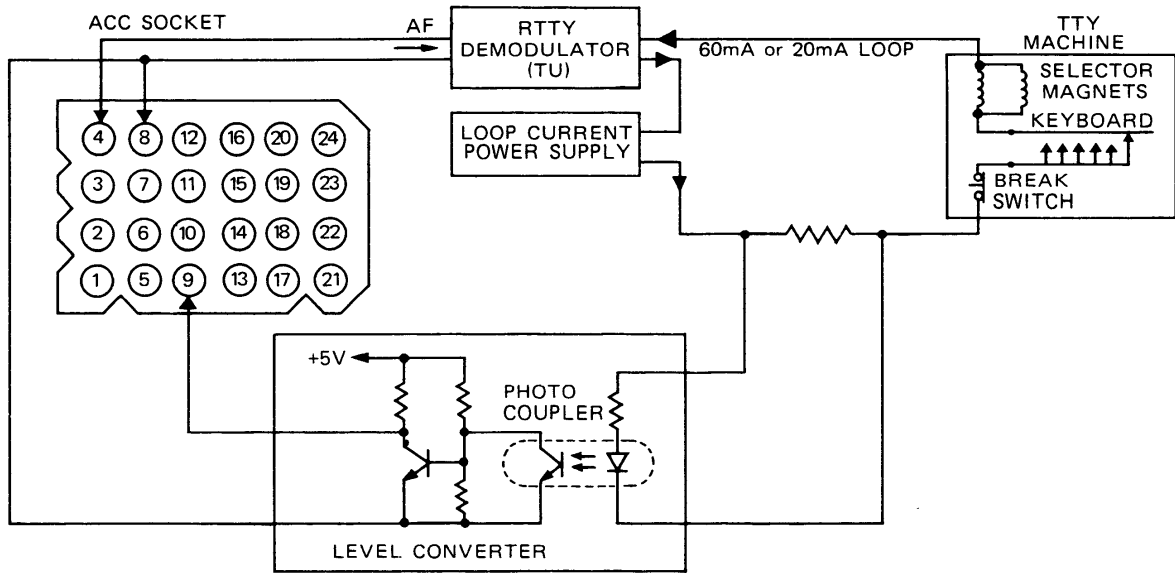 ACC SOCKET
AF
RTTY
DEMODULATOR
(TU)
60mA or 20mA LOOP
TTY
MACHINE
SELECTOR
MAGNETS
KEYBOARD
BREAK
SWITCH
LOOP CURRENT
POWER SUPPLY
4 8 12 16 20 24
3 7 11 15 19 23
2 6 10 14 18 22
1 5 9 13 17 21
+5V
PHOTO
COUPLER
LEVEL CONVERTER